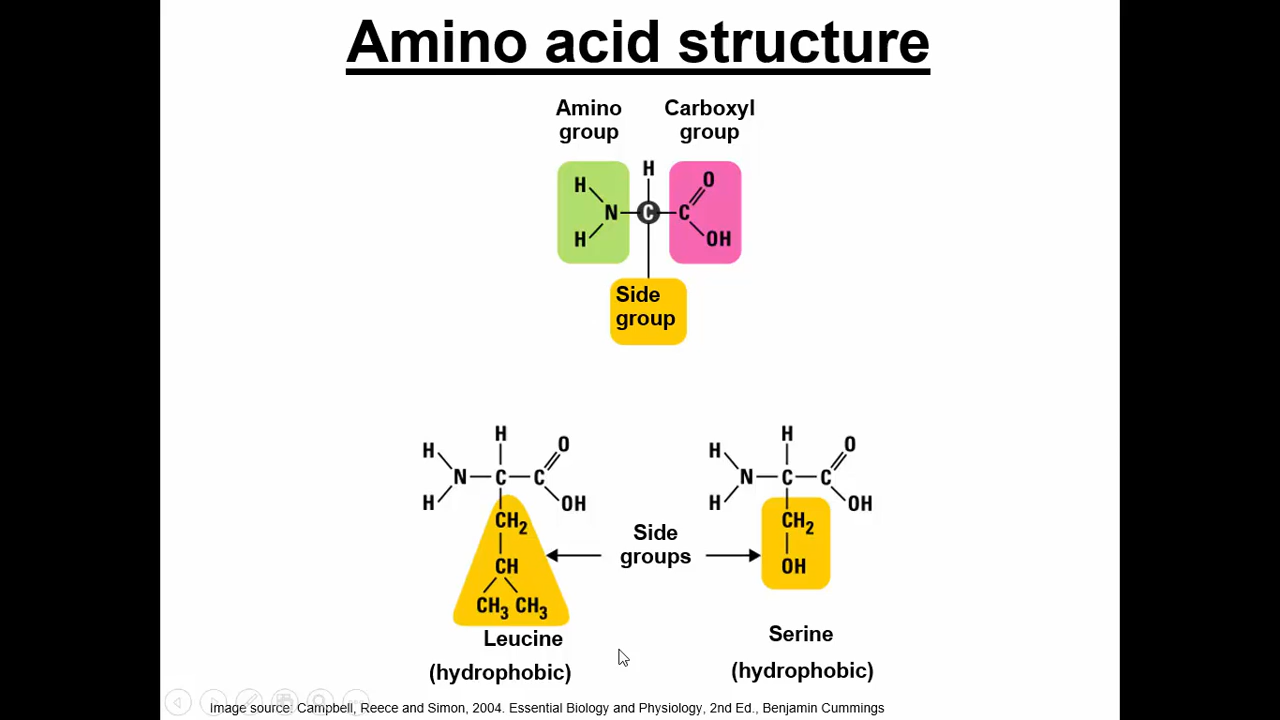 Amino acid structure
Amino Carboxyl
group group
H
H O
N C C
H OH
Side
group
H H
H O H O
N C C N C C
H OH H OH
CH2 CH2
Side
groups
CH OH
CH3 CH3
Leucine Serine
(hydrophobic) (hydrophobic)
Image source: Campbell, Reece and Simon, 2004. Essential Biology and Physiology, 2nd Ed., Benjamin Cummings